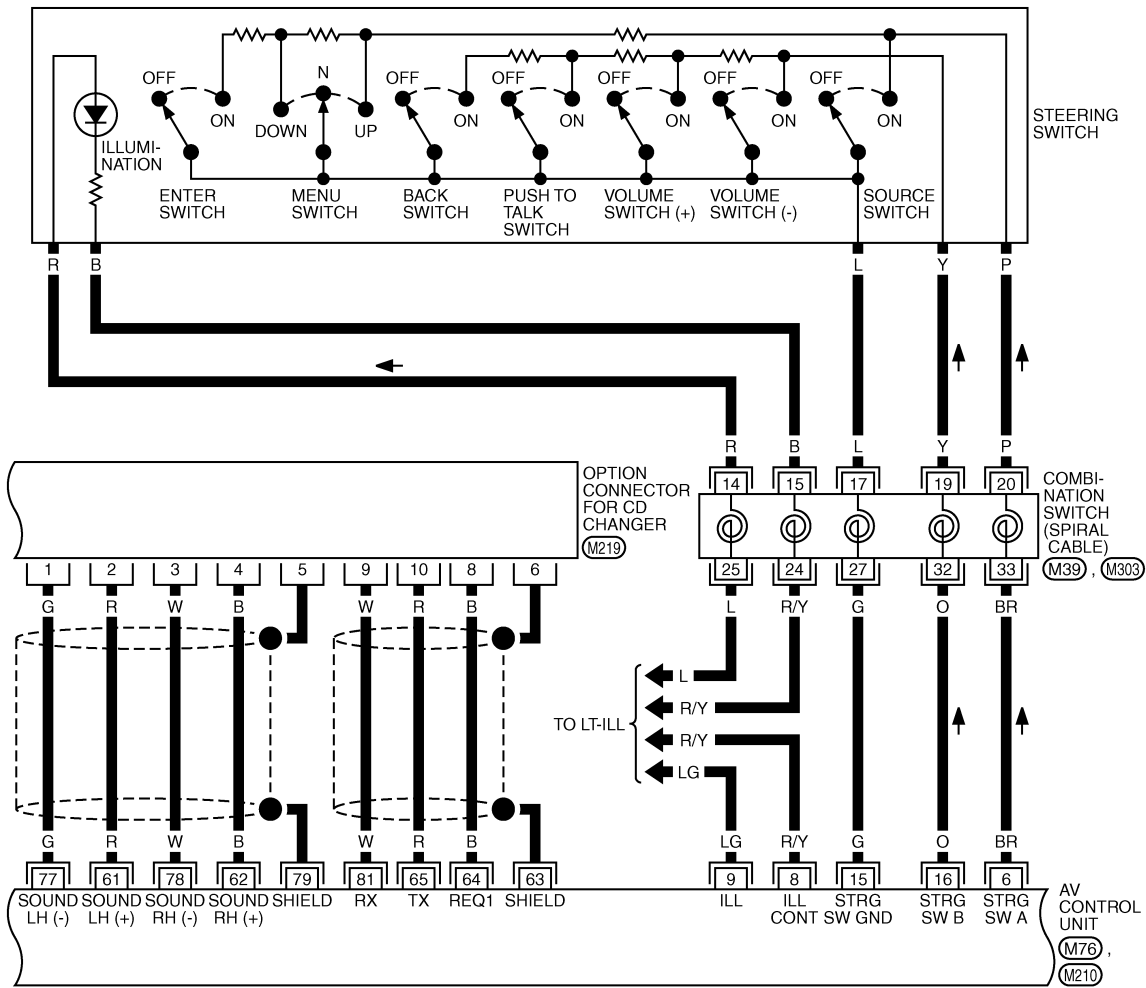 OFF
ON
DOWN
N
UP
OFF
ON
OFF
ON
OFF
ON
OFF
ON
OFF
ON
ILLUMI-
NATION
ENTER
SWITCH
MENU
SWITCH
BACK
SWITCH
PUSH TO
TALK
SWITCH
VOLUME
SWITCH (+)
VOLUME
SWITCH (-)
SOURCE
SWITCH
STEERING
SWITCH
R B L Y P
R B L Y P
14 15 17 19 20
COMBI-
NATION
SWITCH
(SPIRAL
CABLE)
M39 , M303
OPTION
CONNECTOR
FOR CD
CHANGER
M219
25 24 27 32 33
L R/Y G O BR
1 2 3 4 5 9 10 8 6
G R W B W R B
TO LT-ILL
L
R/Y
R/Y
LG
G R W B W R B LG R/Y G O BR
77 61 78 62 79 81 65 64 63 9 8 15 16 6
SOUND
LH (-)
SOUND
LH (+)
SOUND
RH (-)
SOUND
RH (+)
SHIELD
RX
TX
REQ1
SHIELD
ILL
ILL
CONT
STRG
SW GND
STRG
SW B
STRG
SW A
AV
CONTROL
UNIT
M76 ,
M210